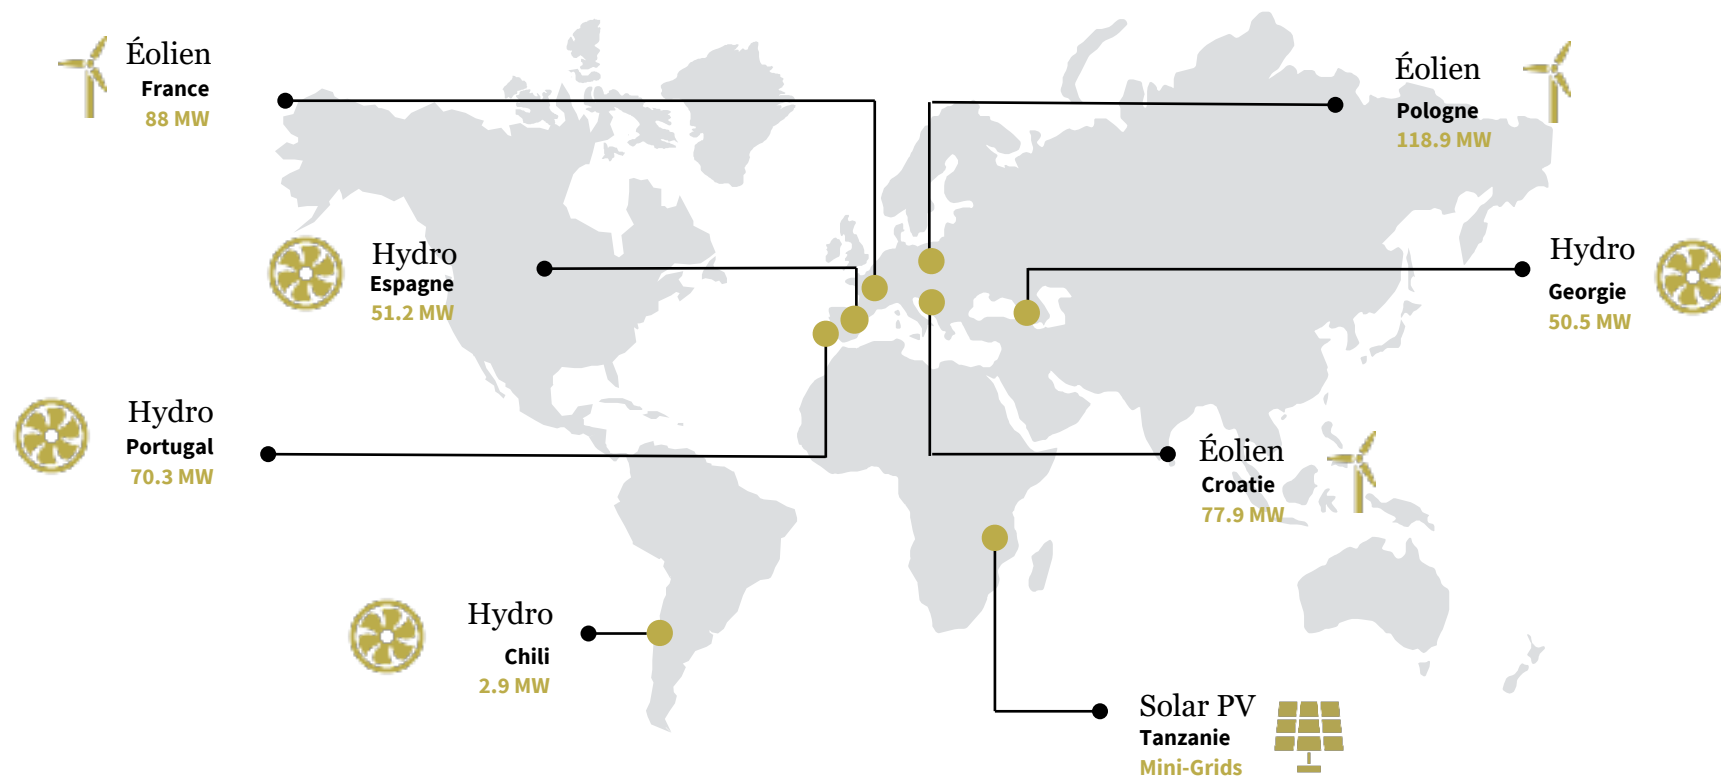 Éolien
France
88 MW
Éolien
Pologne
118.9 MW
Hydro
Espagne
51.2 MW
Hydro
Georgie
50.5 MW
Hydro
Portugal
70.3 MW
Éolien
Croatie
77.9 MW
Hydro
Chili
2.9 MW
Solar PV
Tanzanie
Mini-Grids